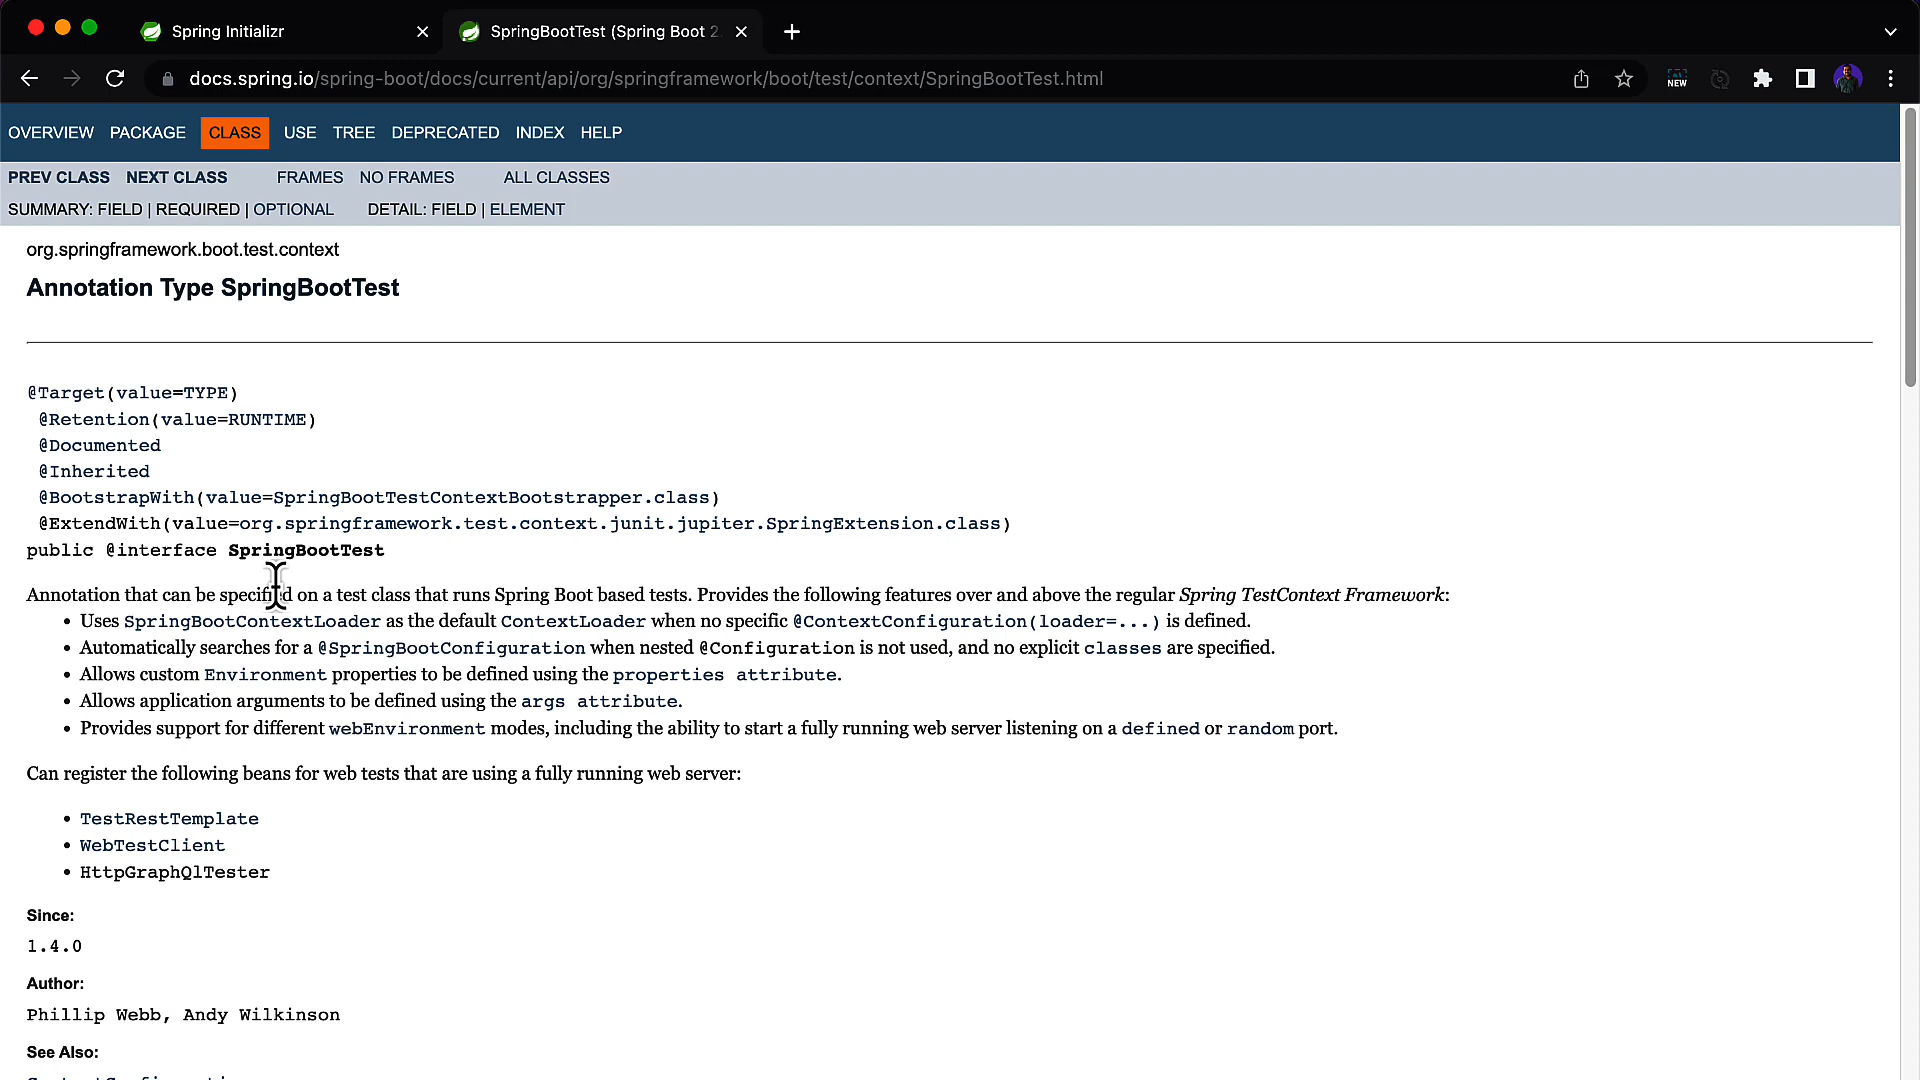 Spring Initializr
SpringBootTest (Spring Boot 2.
docs.spring.io/spring-boot/docs/current/api/org/springframework/boot/test/context/SpringBootTest.html
NEW
OVERVIEW PACKAGE CLASS USE TREE DEPRECATED INDEX HELP
PREV CLASS NEXT CLASS FRAMES NO FRAMES ALL CLASSES
SUMMARY: FIELD | REQUIRED | OPTIONAL DETAIL: FIELD | ELEMENT
org.springframework.boot.test.context
Annotation Type SpringBootTest
@Target(value=TYPE)
@Retention(value=RUNTIME)
@Documented
@Inherited
@BootstrapWith(value=SpringBootTestContextBootstrapper.class)
@ExtendWith(value=org.springframework.test.context.junit.jupiter.SpringExtension.class)
public @interface SpringBootTest
Annotation that can be specified on a test class that runs Spring Boot based tests. Provides the following features over and above the regular Spring TestContext Framework:
• Uses SpringBootContextLoader as the default ContextLoader when no specific @ContextConfiguration(loader=...) is defined.
• Automatically searches for a @SpringBootConfiguration when nested @Configuration is not used, and no explicit classes are specified.
• Allows custom Environment properties to be defined using the properties attribute.
• Allows application arguments to be defined using the args attribute.
• Provides support for different webEnvironment modes, including the ability to start a fully running web server listening on a defined or random port.
Can register the following beans for web tests that are using a fully running web server:
• TestRestTemplate
• WebTestClient
• HttpGraphQlTester
Since:
1.4.0
Author:
Phillip Webb, Andy Wilkinson
See Also: